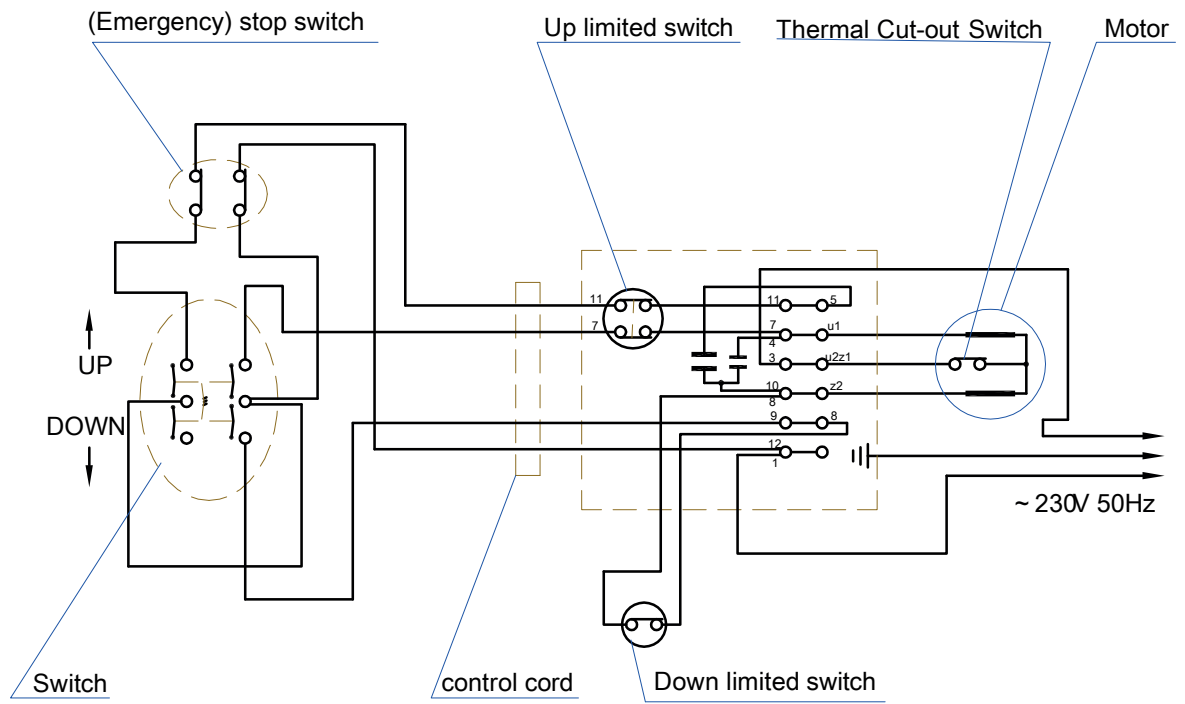 (Emergency) stop switch
Up limited switch
Thermal Cut-out Switch
Motor
11
11
5
7
7
u1
4
UP
3
u2z1
10
z2
8
DOWN
9
8
12
1
~ 230V 50Hz
Switch
control cord
Down limited switch